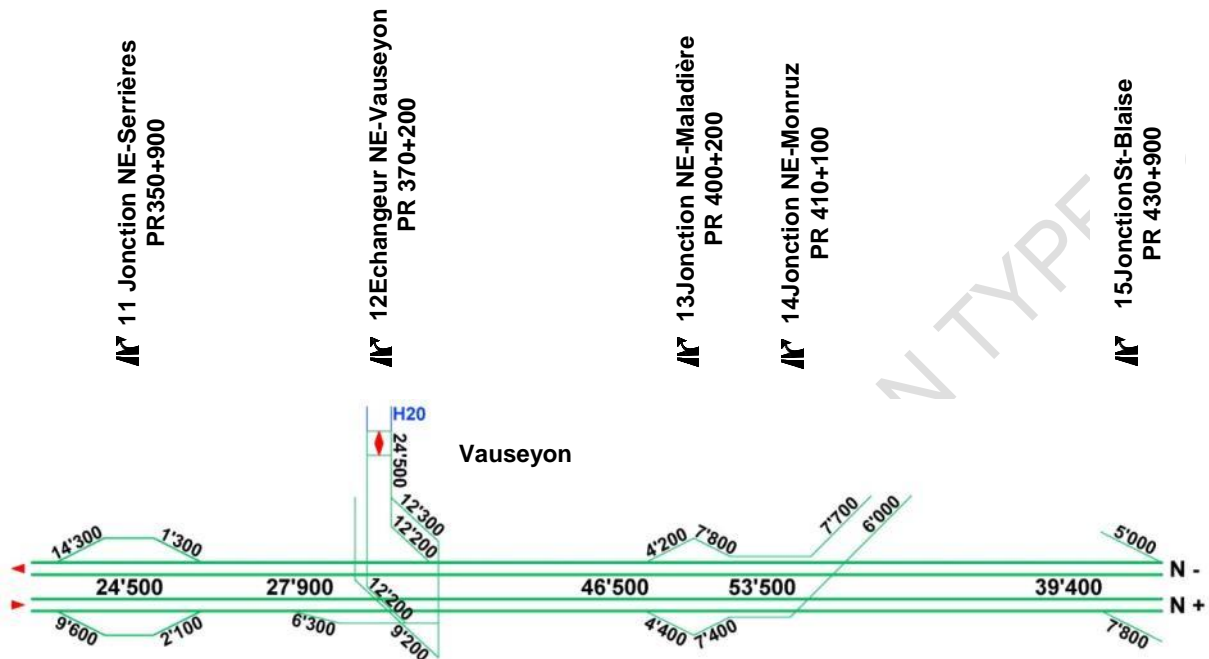 11 Jonction NE-Serrières
PR350+900
12Echangeur NE-Vauseyon
PR 370+200
13Jonction NE-Maladière
PR 400+200
14Jonction NE-Monruz
PR 410+100
15JonctionSt-Blaise
PR 430+900
N TYPE
H20
24'500
Vauseyon
12'300
12'200
14'300
1'300
4'200
7'800
7'700
6'000
5'000
N -
24'500
27'900
12'200
46'500
53'500
39'400
N +
9'600
2'100
6'300
9'200
4'400
7'400
7'800